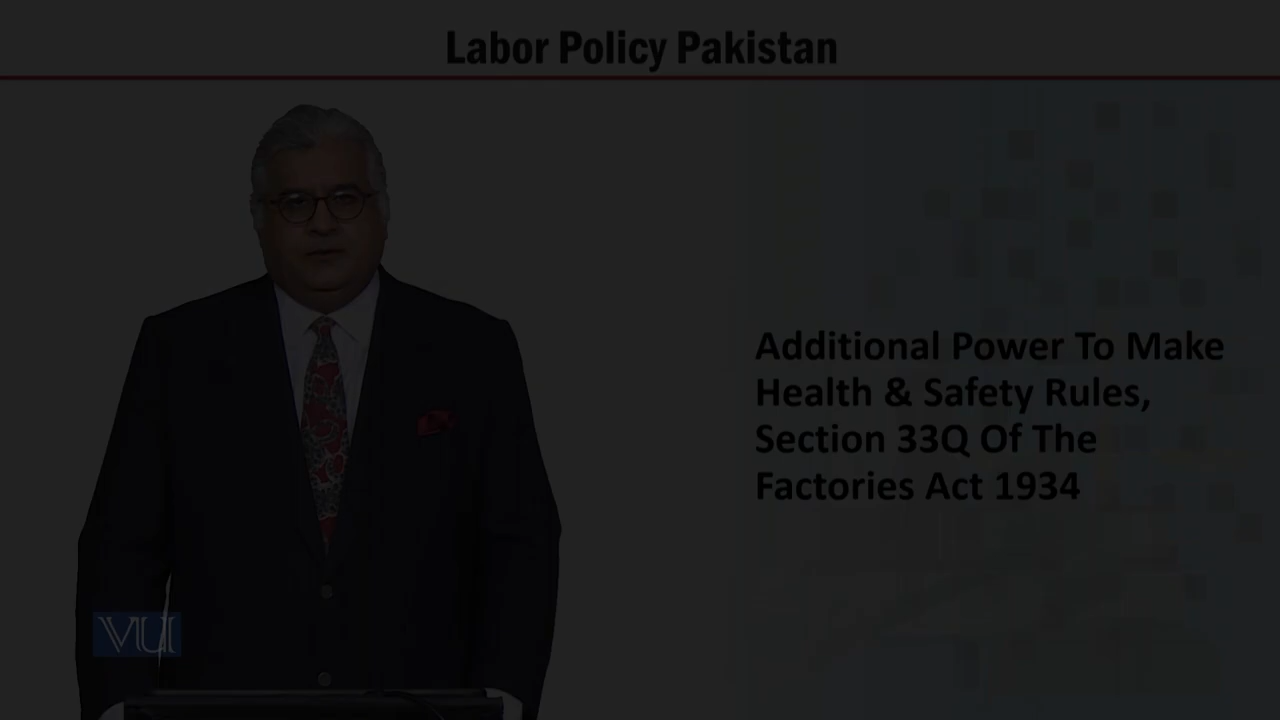 Labor Policy Pakistan
Additional Power To Make
Health & Safety Rules,
Section 33Q Of The
Factories Act 1934
VU